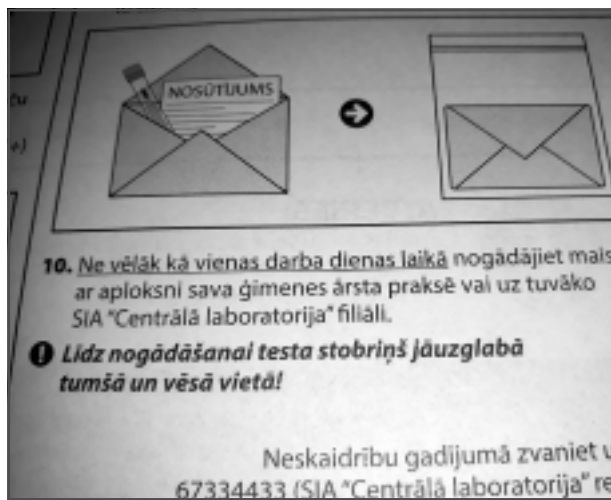 NOSŪTĪJUMS
10. Ne vēlāk kā vienas darba dienas laikā nogādājiet mais
ar aploksni sava ģimenes ārsta praksē vai uz tuvāko
SIA "Centrālā laboratorija" filiāli.
! Līdz nogādāšanai testa stobriņš jāuzglabā
tumšā un vēsā vietā!
Neskaidrību gadījumā zvaniet u
67334433 (SIA "Centrālā laboratorija" re